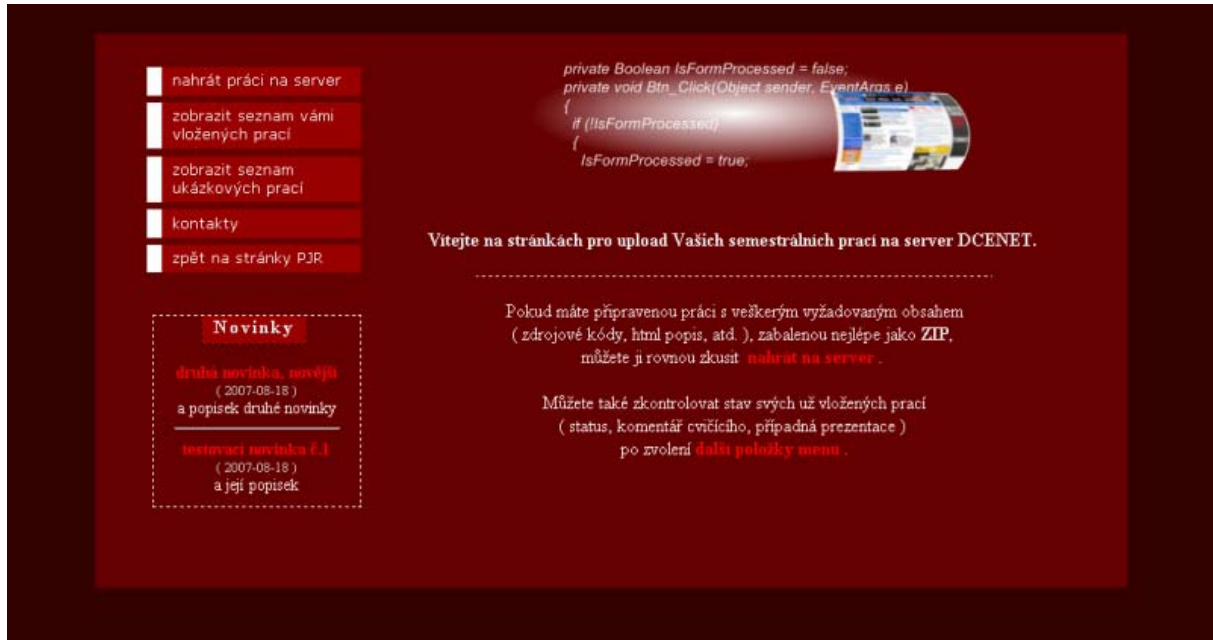 nahrát práci na server
zobrazit seznam vámi
vložených prací
zobrazit seznam
ukázkových prací
kontakty
zpět na stránky PJR
Novinky
druhá novinka, novější
( 2007-08-18 )
a popisek druhé novinky
testovací novinka č.1
( 2007-08-18 )
a její popisek
private Boolean IsFormProcessed = false;
private void Btn_Click(Object sender, EventArgs e)
{
if (!IsFormProcessed)
{
IsFormProcessed = true;
Vítejte na stránkách pro upload Vašich semestrálních prací na server DCENET.
Pokud máte připravenou práci s veškerým vyžadovaným obsahem
( zdrojové kódy, html popis, atd. ), zabalenou nejlépe jako ZIP,
můžete ji rovnou zkusit nahrát na server .
Můžete také zkontrolovat stav svých už vložených prací
( status, komentář cvičícího, případná prezentace )
po zvolení další položky menu .